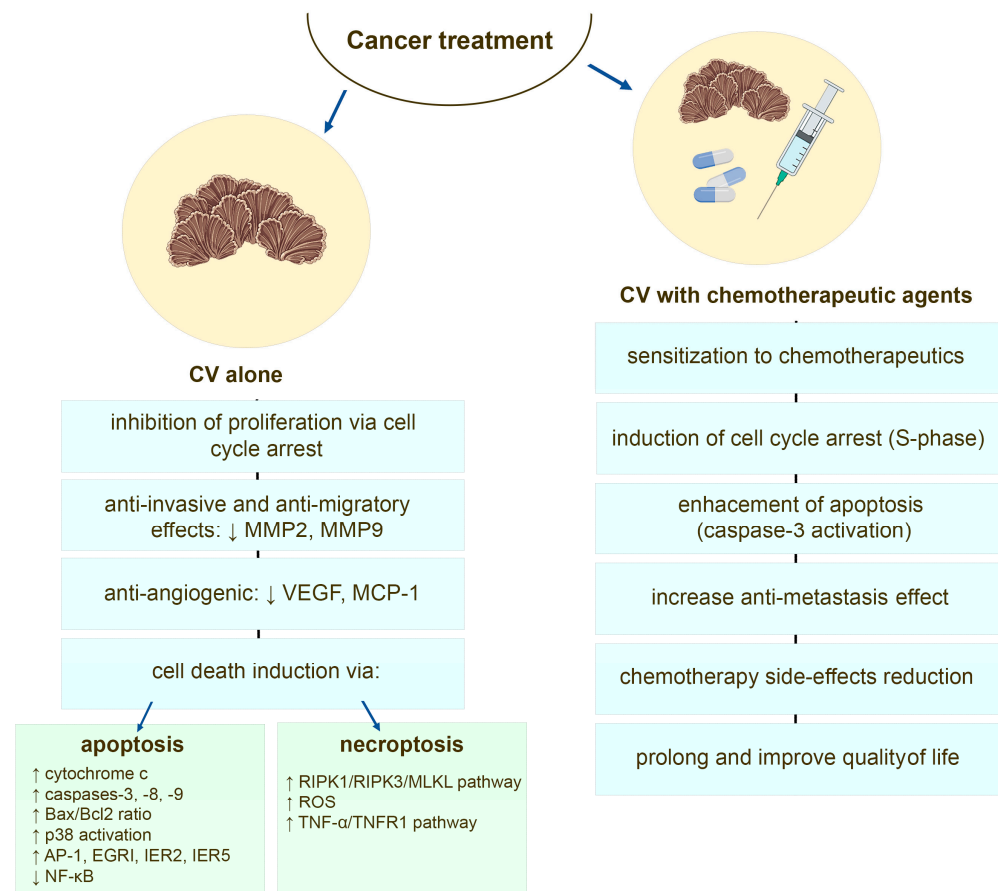 Cancer treatment
CV alone
inhibition of proliferation via cell
cycle arrest
anti-invasive and anti-migratory
effects: ↓ MMP2, MMP9
anti-angiogenic: ↓ VEGF, MCP-1
cell death induction via:
apoptosis
↑ cytochrome c
↑ caspases-3, -8, -9
↑ Bax/Bcl2 ratio
↑ p38 activation
↑ AP-1, EGRI, IER2, IER5
↓ NF-κB
necroptosis
↑ RIPK1/RIPK3/MLKL pathway
↑ ROS
↑ TNF-α/TNFR1 pathway
CV with chemotherapeutic agents
sensitization to chemotherapeutics
induction of cell cycle arrest (S-phase)
enhacement of apoptosis
(caspase-3 activation)
increase anti-metastasis effect
chemotherapy side-effects reduction
prolong and improve qualityof life